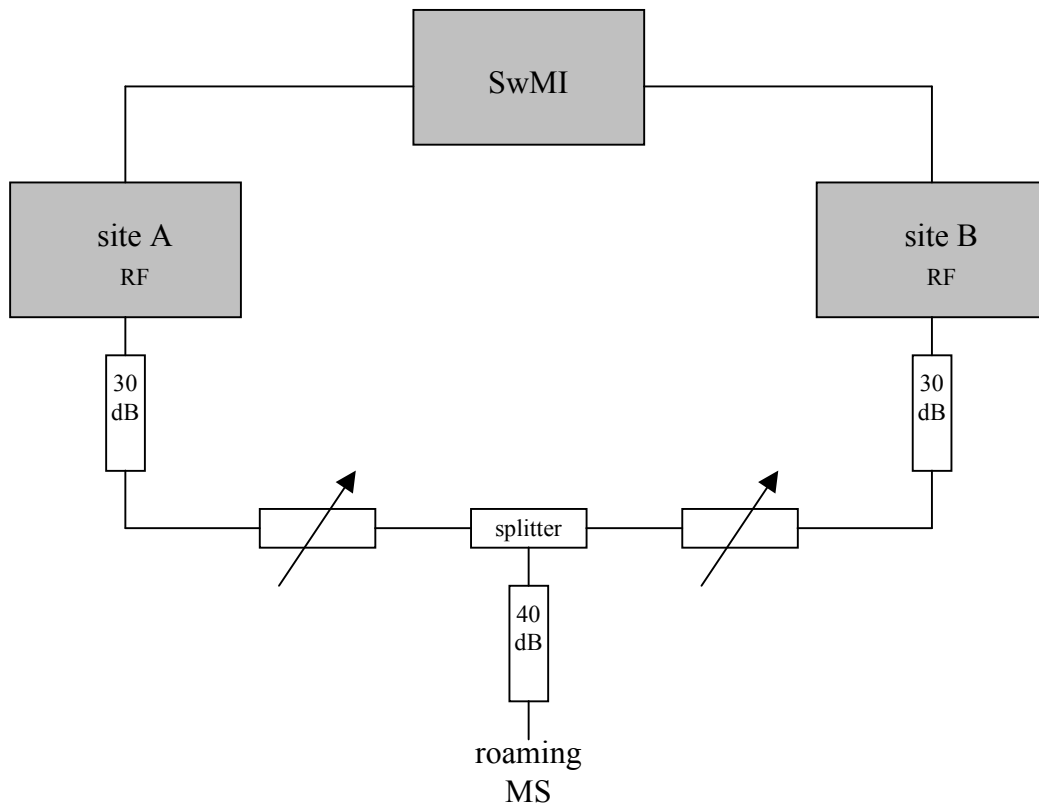 SwMI
site A
RF
site B
RF
30
dB
30
dB
splitter
40
dB
roaming
MS